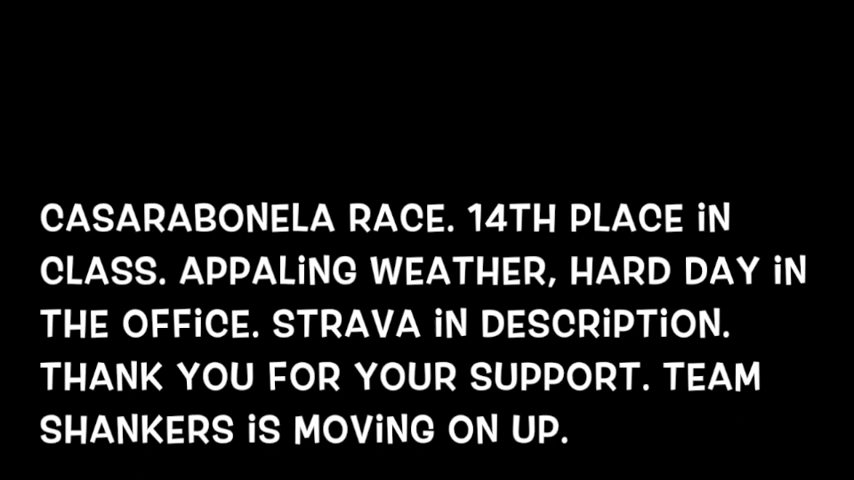 CASARABONELA RACE. 14TH PLACE iN
CLASS. APPALiNG WEATHER, HARD DAY iN
THE OFFiCE. STRAVA iN DESCRiPTiON.
THANK YOU FOR YOUR SUPPORT. TEAM
SHANKERS iS MOViNG ON UP.